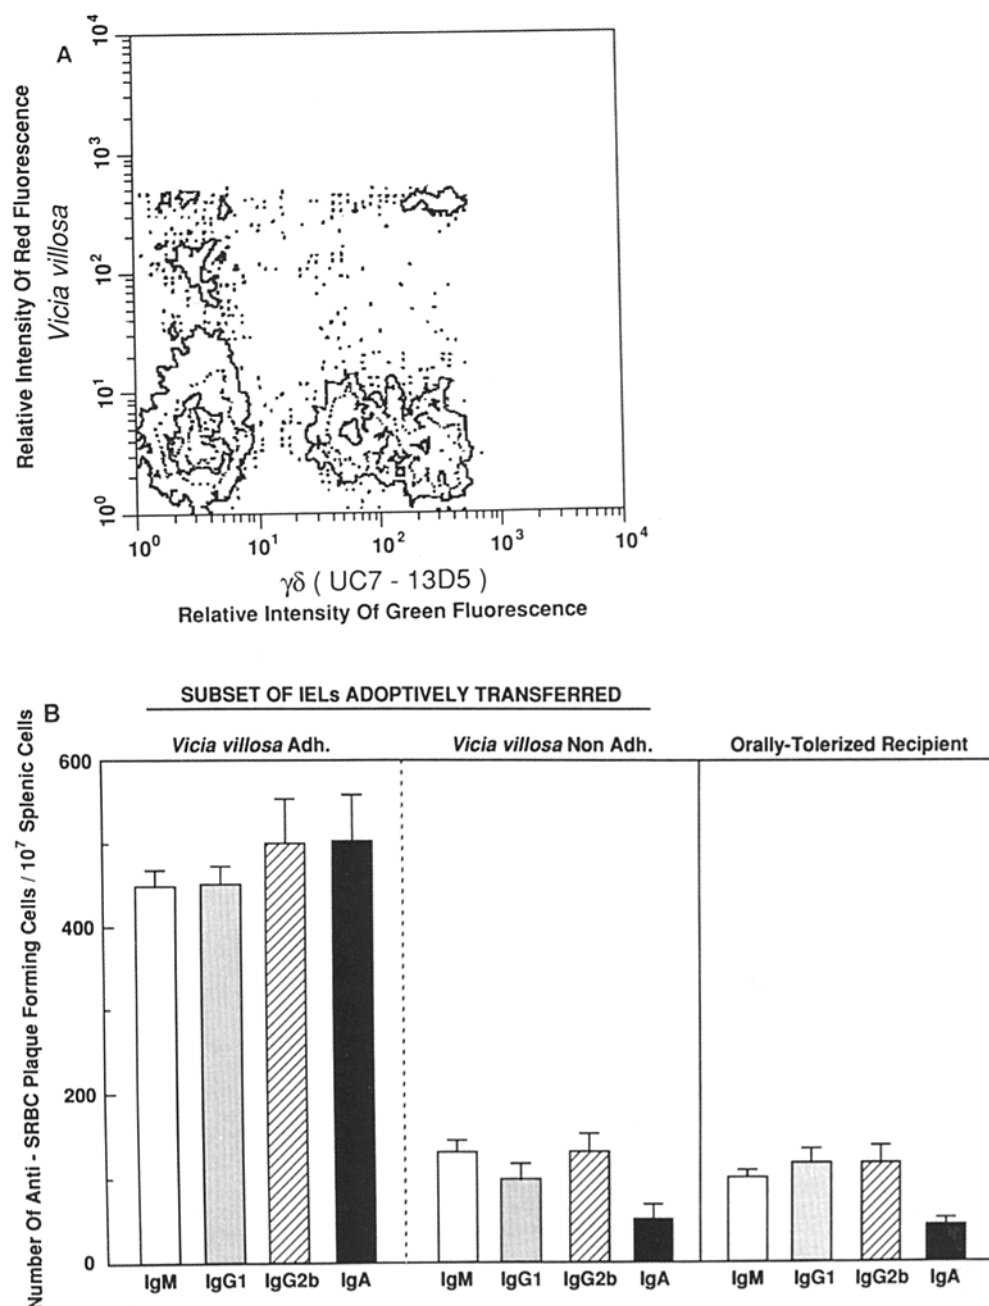 A
Relative Intensity Of Red Fluorescence
Vicia villosa
10^4
10^3
10^2
10^1
10^0
10^0 10^1 10^2 10^3 10^4
γδ ( UC7 - 13D5 )
Relative Intensity Of Green Fluorescence
B
SUBSET OF IELs ADOPTIVELY TRANSFERRED
Vicia villosa Adh. Vicia villosa Non Adh. Orally-Tolerized Recipient
Number Of Anti - SRBC Plaque Forming Cells / 10^7 Splenic Cells
600
400
200
0
IgM IgG1 IgG2b IgA IgM IgG1 IgG2b IgA IgM IgG1 IgG2b IgA